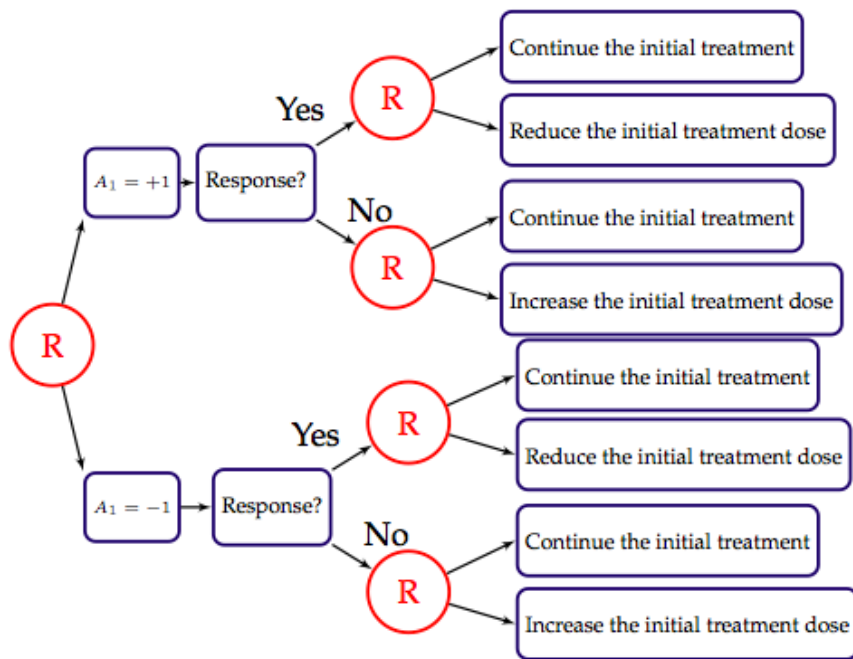 Continue the initial treatment
R
Yes
Reduce the initial treatment dose
A₁ = +1
Response?
No
Continue the initial treatment
R
Increase the initial treatment dose
R
Continue the initial treatment
R
Yes
Reduce the initial treatment dose
A₁ = −1
Response?
No
Continue the initial treatment
R
Increase the initial treatment dose